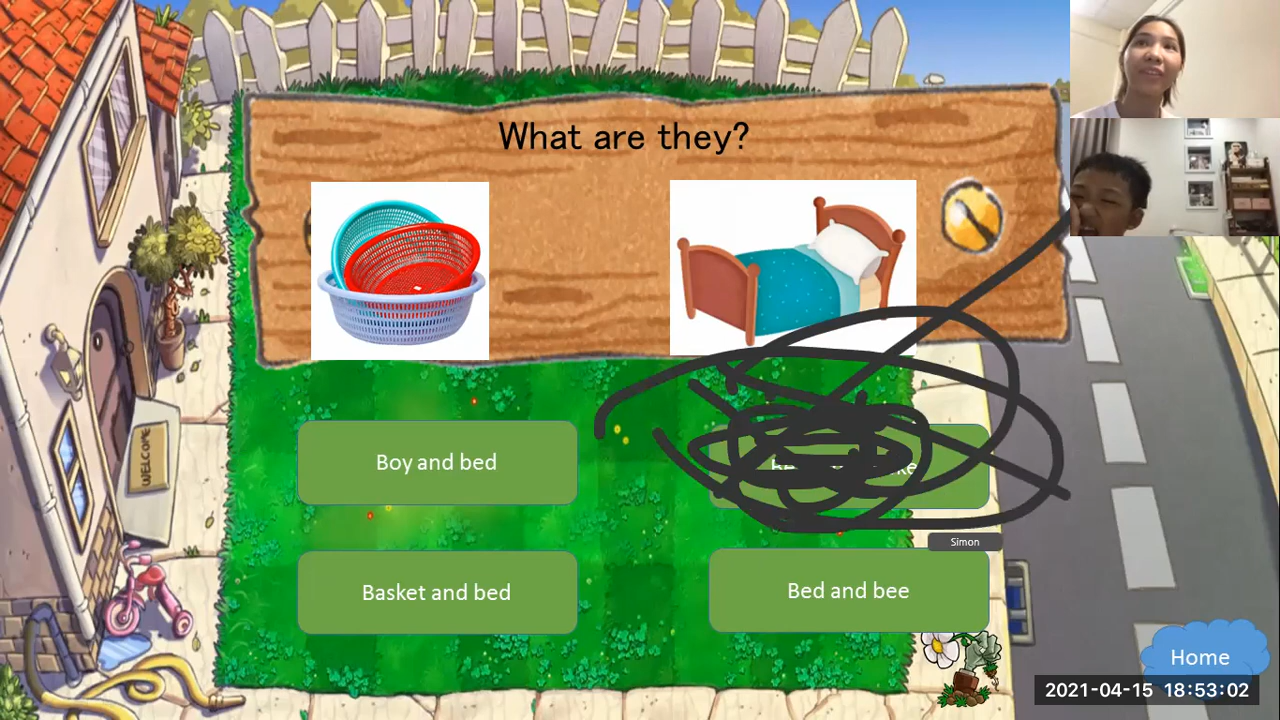 What are they?
Boy and bed
Basket and bed
Bed and bee
Simon
WELCOME
Home
2021-04-15 18:53:02